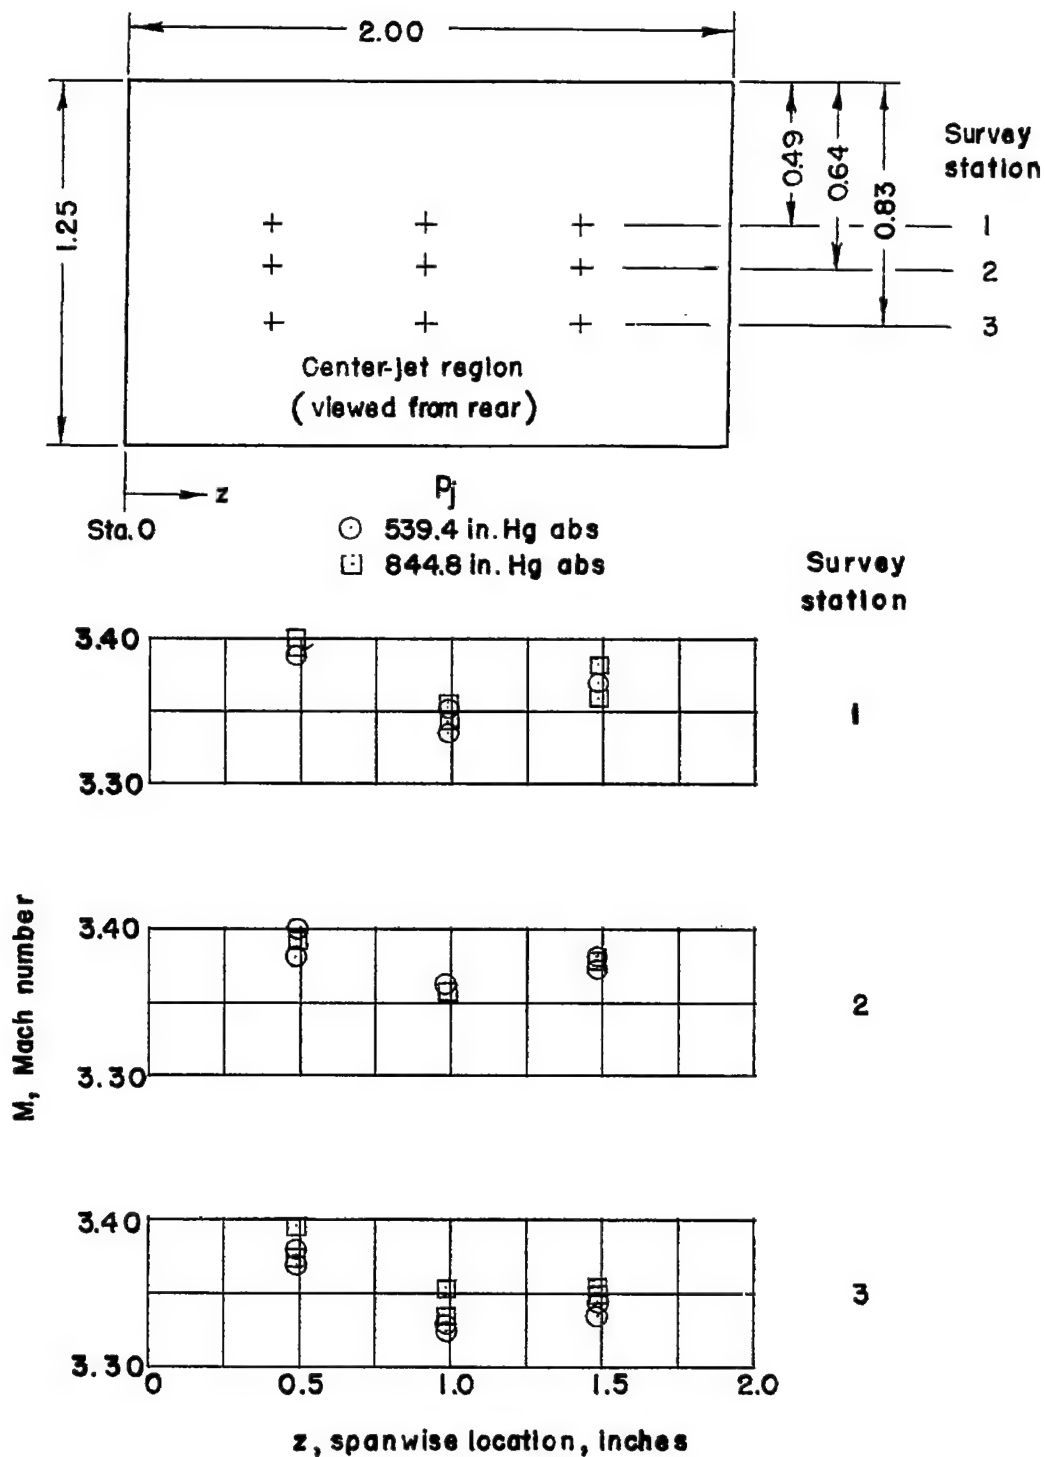 2.00
1.25
0.49
0.64
0.83
Survey
station
1
2
3
Center-jet region
(viewed from rear)
z
Sta. 0
Pj
539.4 in. Hg abs
844.8 in. Hg abs
Survey
station
3.40
3.30
1
M, Mach number
3.40
3.30
2
3.40
3.30
3
0 0.5 1.0 1.5 2.0
z, spanwise location, inches